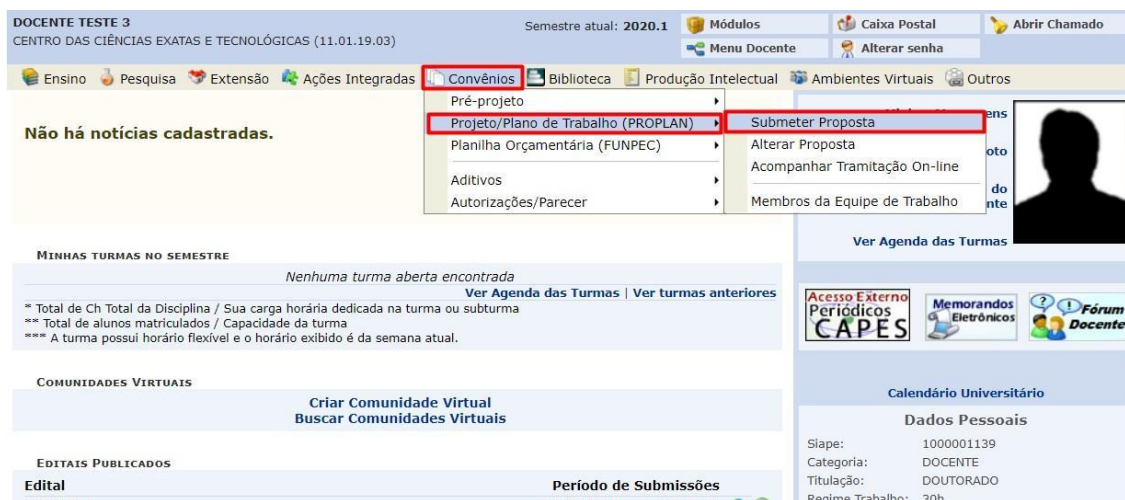 DOCENTE TESTE 3
CENTRO DAS CIÊNCIAS EXATAS E TECNOLÓGICAS (11.01.19.03)
Semestre atual: 2020.1
Módulos
Caixa Postal
Abrir Chamado
Menu Docente
Alterar senha
Ensino Pesquisa Extensão Ações Integradas Convênios Biblioteca Produção Intelectual Ambientes Virtuais Outros
Pré-projeto
Projeto/Plano de Trabalho (PROPLAN)
Planilha Orçamentária (FUNPEC)
Aditivos
Autorizações/Parecer
Submeter Proposta
Alterar Proposta
Acompanhar Tramitação On-line
Membros da Equipe de Trabalho
ens
oto
do
nte
Não há notícias cadastradas.
Ver Agenda das Turmas
MINHAS TURMAS NO SEMESTRE
Nenhuma turma aberta encontrada
Ver Agenda das Turmas | Ver turmas anteriores
* Total de Ch Total da Disciplina / Sua carga horária dedicada na turma ou subturma
** Total de alunos matriculados / Capacidade da turma
*** A turma possui horário flexível e o horário exibido é da semana atual.
Acesso Externo
Periódicos
CAPES
Memorandos
Eletrônicos
Fórum
Docente
COMUNIDADES VIRTUAIS
Criar Comunidade Virtual
Buscar Comunidades Virtuais
Calendário Universitário
Dados Pessoais
Siape: 1000001139
Categoria: DOCENTE
Titulação: DOUTORADO
Regime Trabalho: 20h
EDITAIS PUBLICADOS
Edital Período de Submissões